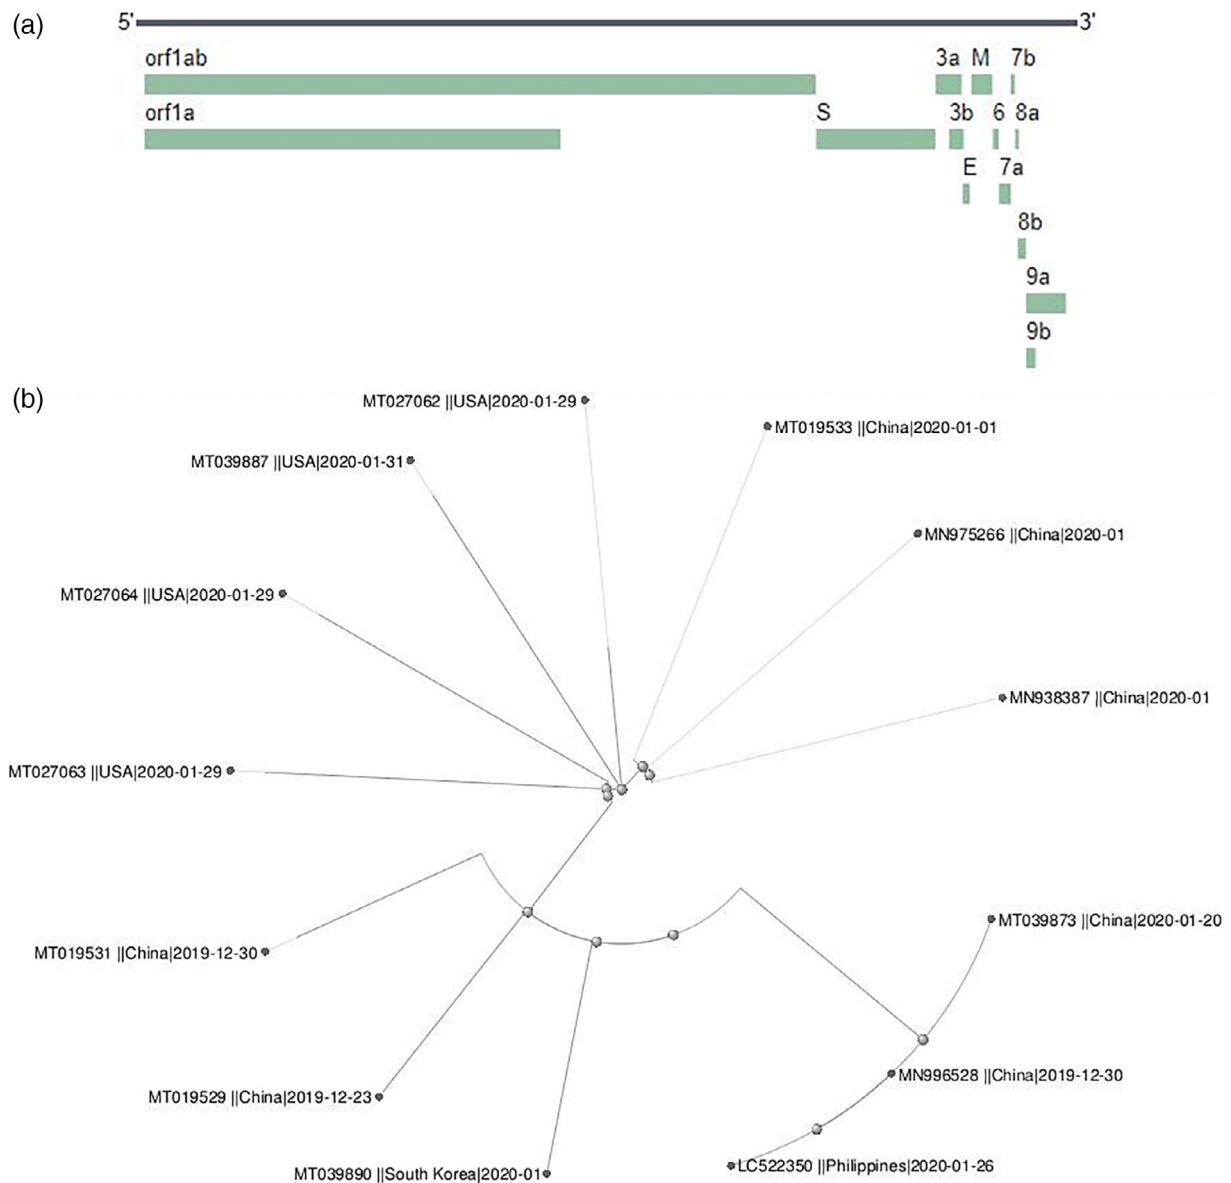 (a)
5' 3'
orf1ab 3a M 7b
orf1a S 3b 6 8a
E 7a
8b
9a
9b
(b)
MT027062 ||USA|2020-01-29
MT019533 ||China|2020-01-01
MT039887 ||USA|2020-01-31
MN975266 ||China|2020-01
MT027064 ||USA|2020-01-29
MN938387 ||China|2020-01
MT027063 ||USA|2020-01-29
MT039873 ||China|2020-01-20
MT019531 ||China|2019-12-30
MN996528 ||China|2019-12-30
MT019529 ||China|2019-12-23
LC522350 ||Philippines|2020-01-26
MT039890 ||South Korea|2020-01